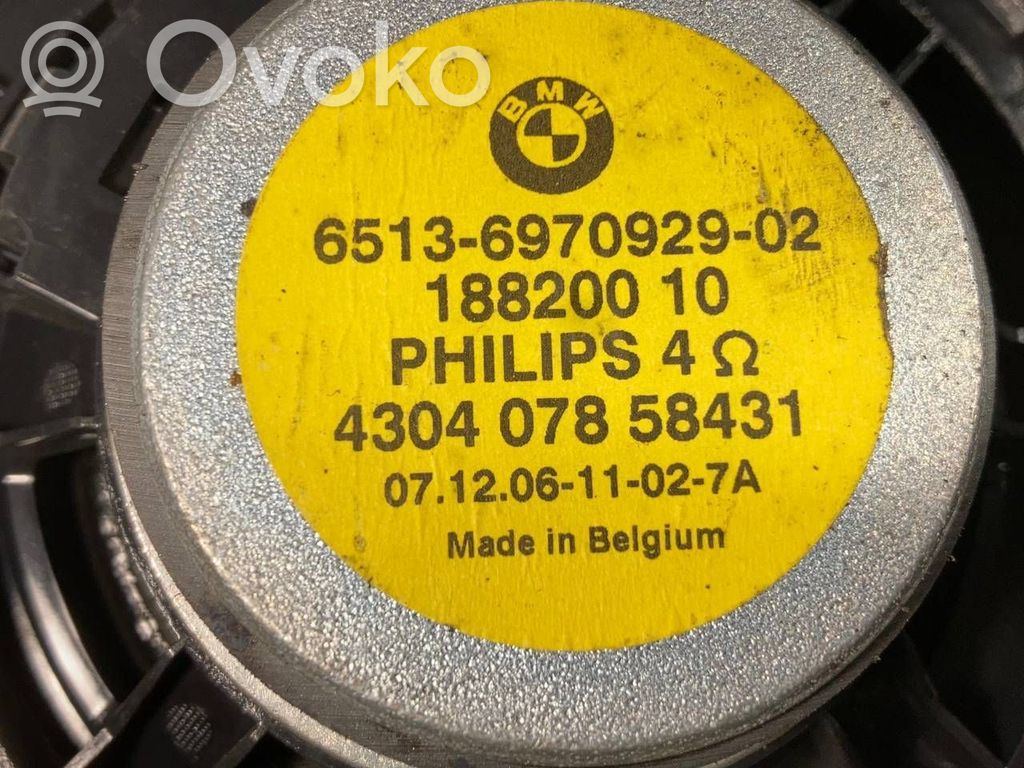 Ovoko
BMW
6513-6970929-02
188200 10
PHILIPS 4 Ω
4304 078 58431
07.12.06-11-02-7A
Made in Belgium